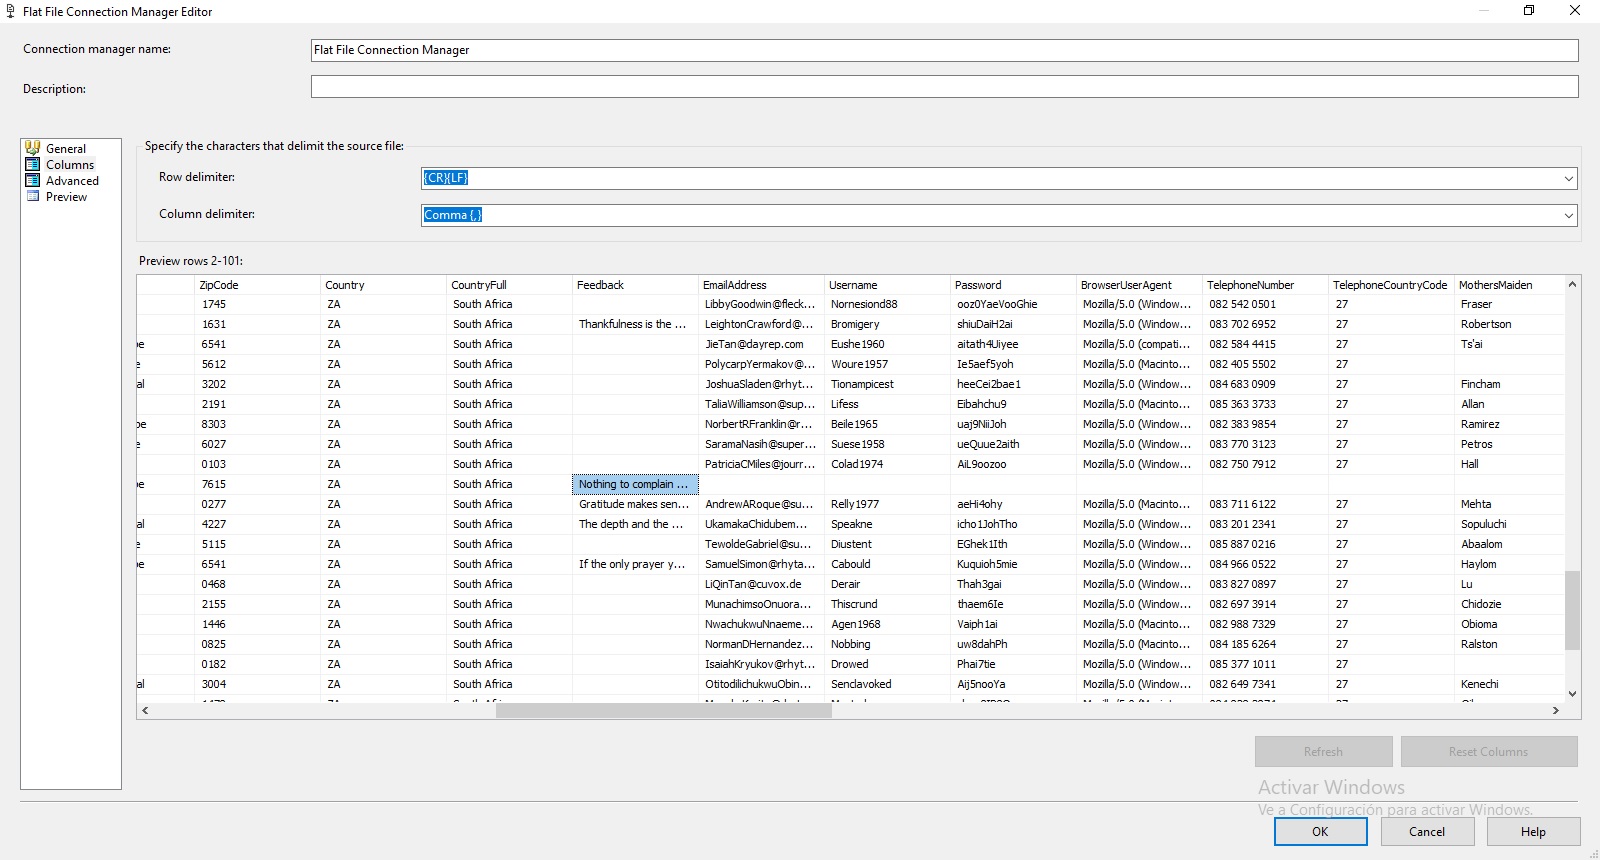 Flat File Connection Manager Editor
Connection manager name:
Flat File Connection Manager
Description:
General
Columns
Advanced
Preview
Specify the characters that delimit the source file:
Row delimiter:
{CR}{LF}
Column delimiter:
Comma {,}
Preview rows 2-101:
ZipCode Country CountryFull Feedback EmailAddress Username Password BrowserUserAgent TelephoneNumber TelephoneCountryCode MothersMaiden
1745 ZA South Africa LibbyGoodwin@fleck... Nornesiond88 ooz0YaeVooGhie Mozilla/5.0 (Window... 082 542 0501 27 Fraser
1631 ZA South Africa Thankfulness is the ... LeightonCrawford@... Bromigery shiuDaiH2ai Mozilla/5.0 (Window... 083 702 6952 27 Robertson
pe 6541 ZA South Africa JieTan@dayrep.com Eushe1960 aitath4Uiyee Mozilla/5.0 (compati... 082 584 4415 27 Ts'ai
e 5612 ZA South Africa PolycarpYermakov@... Woure1957 Ie5aef5yoh Mozilla/5.0 (Macinto... 082 405 5502 27
al 3202 ZA South Africa JoshuaSladen@rhyt... Tionampicest heeCei2bae1 Mozilla/5.0 (Window... 084 683 0909 27 Fincham
2191 ZA South Africa TaliaWilliamson@sup... Lifess Eibahchu9 Mozilla/5.0 (Macinto... 085 363 3733 27 Allan
pe 8303 ZA South Africa NorbertRFranklin@r... Beile1965 uaj9NiiJoh Mozilla/5.0 (Window... 082 383 9854 27 Ramirez
e 6027 ZA South Africa SaramaNasih@super... Suese1958 ueQuue2aith Mozilla/5.0 (Window... 083 770 3123 27 Petros
0103 ZA South Africa PatriciaCMiles@journ... Colad1974 AiL9oozoo Mozilla/5.0 (Window... 082 750 7912 27 Hall
pe 7615 ZA South Africa Nothing to complain ...
0277 ZA South Africa Gratitude makes sen... AndrewARoque@su... Relly1977 aeHi4ohy Mozilla/5.0 (Window... 083 711 6122 27 Mehta
al 4227 ZA South Africa The depth and the ... UkamakaChidubem... Speakne icho1JohTho Mozilla/5.0 (Window... 083 201 2341 27 Sopuluchi
e 5115 ZA South Africa TewoldeGabriel@su... Diustent EGhek1Ith Mozilla/5.0 (Window... 085 887 0216 27 Abaalom
pe 6541 ZA South Africa If the only prayer y... SamuelSimon@rhyta... Cabould Kuquioh5mie Mozilla/5.0 (Window... 084 966 0522 27 Haylom
0468 ZA South Africa LiQinTan@cuvox.de Derair Thah3gai Mozilla/5.0 (Window... 083 827 0897 27 Lu
2155 ZA South Africa MunachimsoOnuora... Thiscrund thaem6Ie Mozilla/5.0 (Window... 082 697 3914 27 Chidozie
1446 ZA South Africa NwachukwuNnaeme... Agen1968 Vaiph1ai Mozilla/5.0 (Macinto... 082 988 7329 27 Obioma
0825 ZA South Africa NormanDHernandez... Nobbing uw8dahPh Mozilla/5.0 (Macinto... 084 185 6264 27 Ralston
0182 ZA South Africa IsaiahKryukov@rhyt... Drowed Phai7tie Mozilla/5.0 (Window... 085 377 1011 27
al 3004 ZA South Africa OtitodilichukwuObin... Senclavoked Aij5nooYa Mozilla/5.0 (Window... 082 649 7341 27 Kenechi
Refresh
Reset Columns
Activar Windows
Ve a Configuración para activar Windows.
OK
Cancel
Help